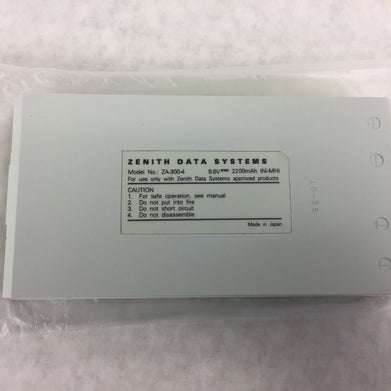 ZENITH DATA SYSTEMS
Model No.: ZA-300-4 9.6V⎓ 2200mAh (Ni-MH)
For use only with Zenith Data Systems approved products
CAUTION
1. For safe operation, see manual
2. Do not put into fire
3. Do not short circuit
4. Do not disassemble
Made in Japan
92-07